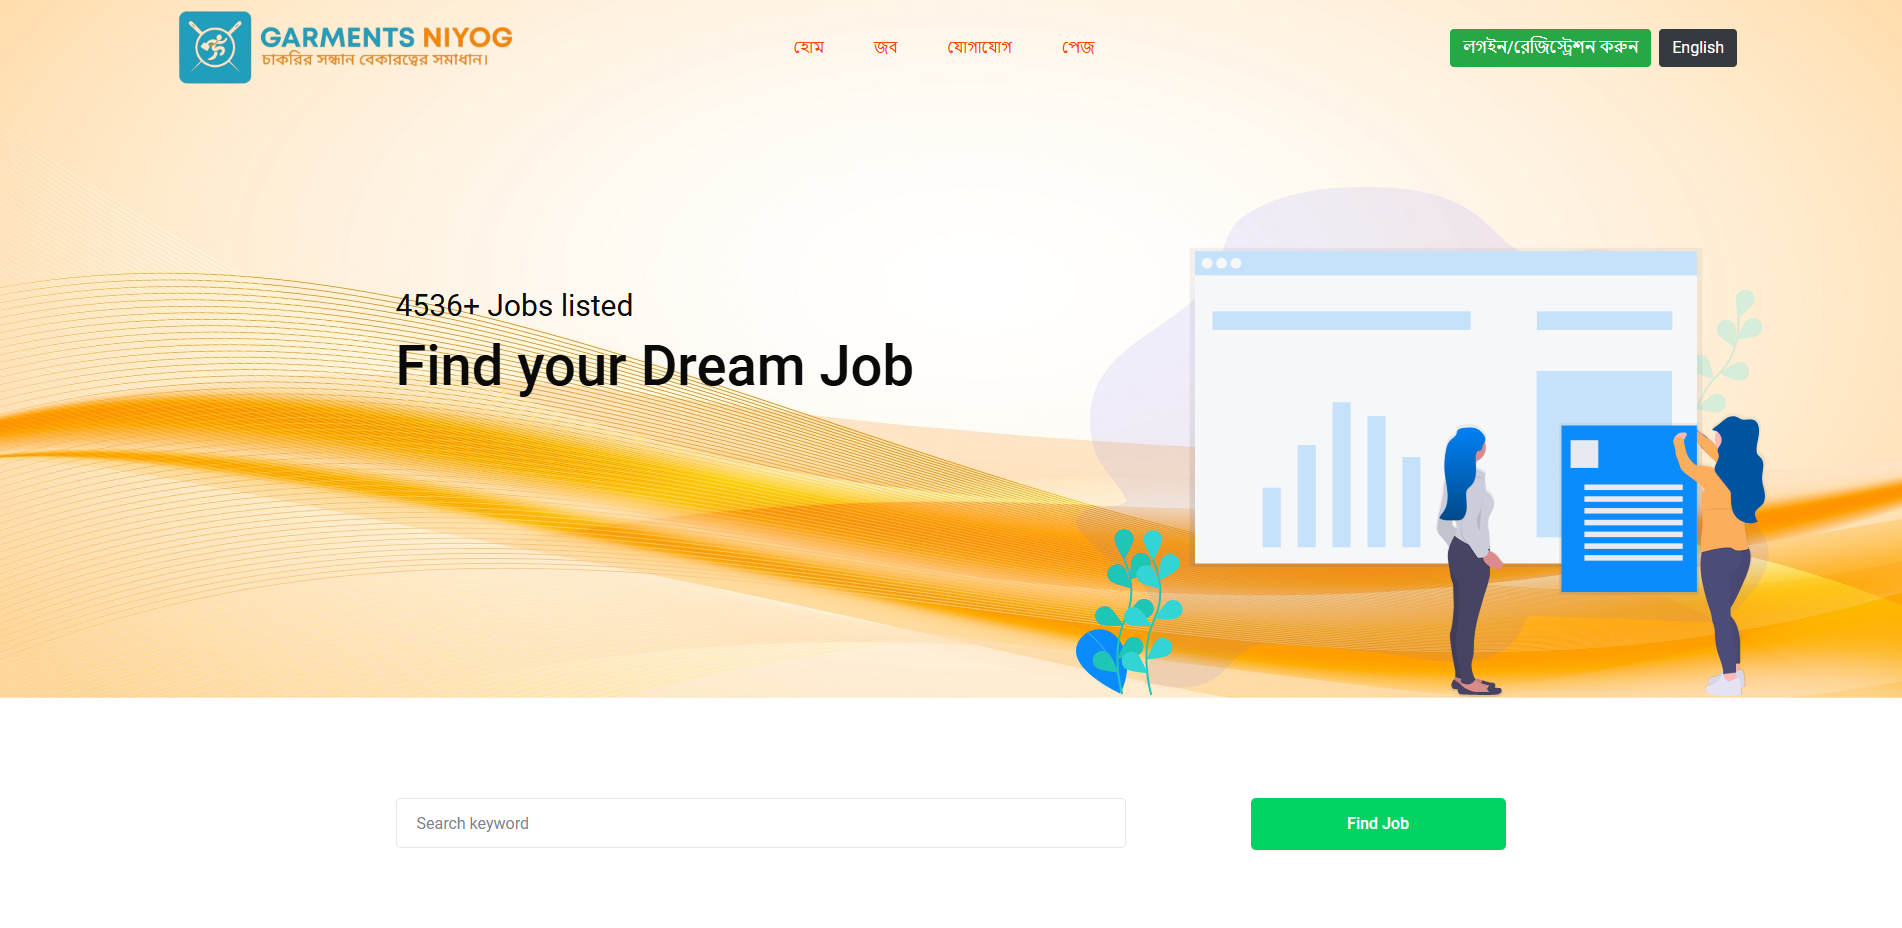 GARMENTS NIYOG
চাকরির সন্ধান বেকারত্বের সমাধান।
হোম
জব
যোগাযোগ
পেজ
লগইন/রেজিস্ট্রেশন করুন
English
4536+ Jobs listed
Find your Dream Job
Search keyword
Find Job